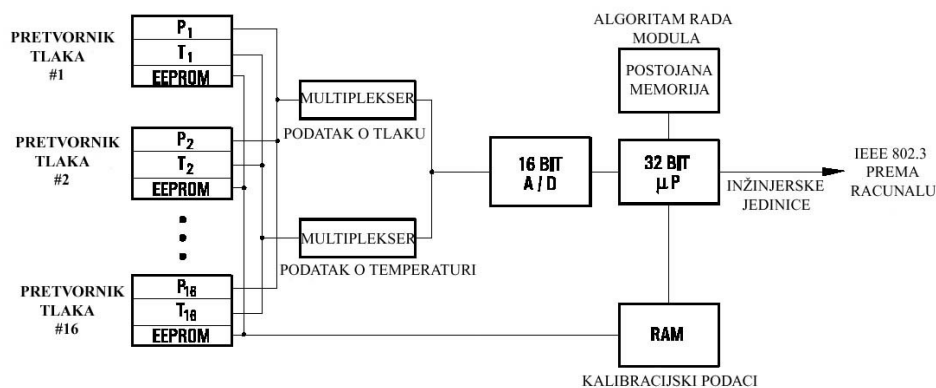 PRETVORNIK
TLAKA
#1
P1
T1
EEPROM
PRETVORNIK
TLAKA
#2
P2
T2
EEPROM
PRETVORNIK
TLAKA
#16
P16
T16
EEPROM
MULTIPLEKSER
PODATAK O TLAKU
MULTIPLEKSER
PODATAK O TEMPERATURI
16 BIT
A / D
ALGORITAM RADA
MODULA
POSTOJANA
MEMORIJA
32 BIT
μP
INŽINJERSKE
JEDINICE
IEEE 802.3
PREMA
RACUNALU
RAM
KALIBRACIJSKI PODACI